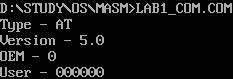 D:\STUDY\OS\MASM>LAB1_COM.COM
Type - AT
Version - 5.0
OEM - 0
User - 000000